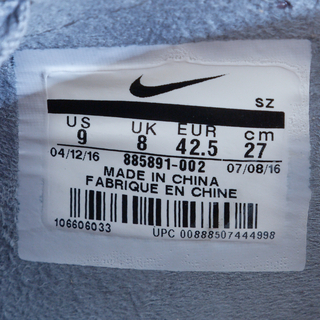 SZ
US UK EUR cm
9 8 42.5 27
04/12/16 885891-002 07/08/16
MADE IN CHINA
FABRIQUE EN CHINE
106606033 UPC 00888507444998